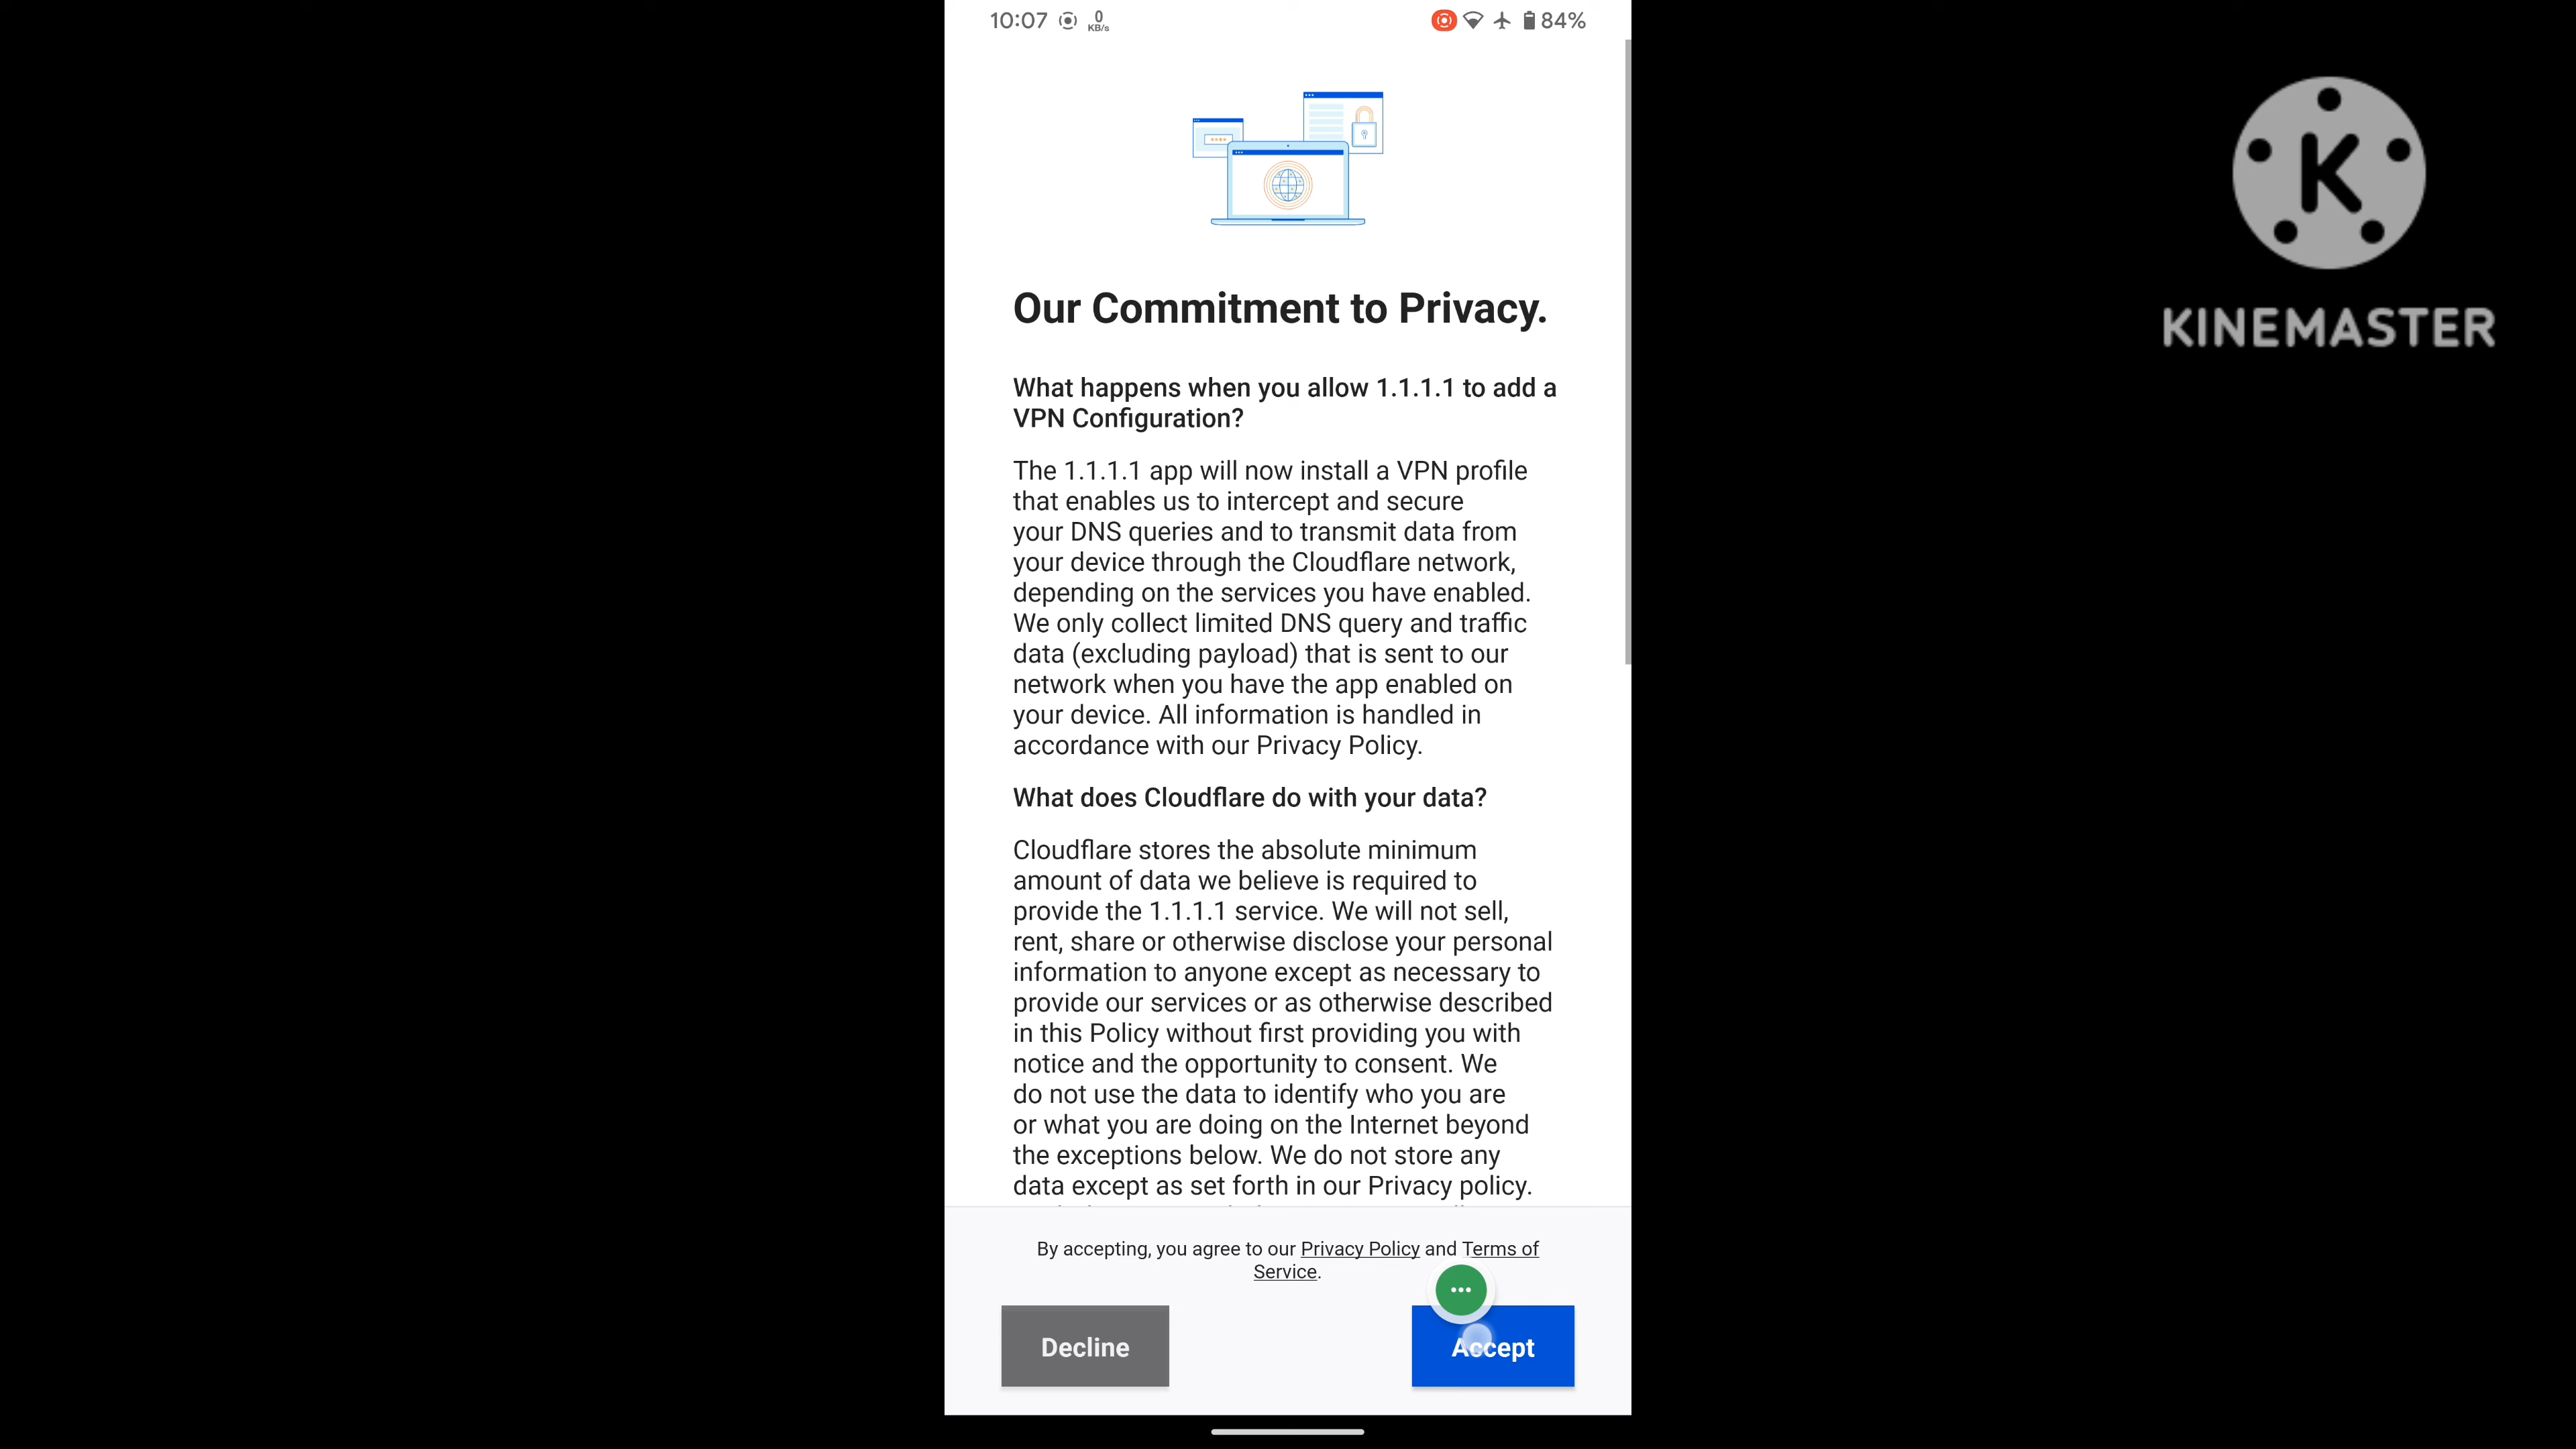 10:07 0 KB/s 84%
KINEMASTER
Our Commitment to Privacy.
What happens when you allow 1.1.1.1 to add a
VPN Configuration?
The 1.1.1.1 app will now install a VPN profile
that enables us to intercept and secure
your DNS queries and to transmit data from
your device through the Cloudflare network,
depending on the services you have enabled.
We only collect limited DNS query and traffic
data (excluding payload) that is sent to our
network when you have the app enabled on
your device. All information is handled in
accordance with our Privacy Policy.
What does Cloudflare do with your data?
Cloudflare stores the absolute minimum
amount of data we believe is required to
provide the 1.1.1.1 service. We will not sell,
rent, share or otherwise disclose your personal
information to anyone except as necessary to
provide our services or as otherwise described
in this Policy without first providing you with
notice and the opportunity to consent. We
do not use the data to identify who you are
or what you are doing on the Internet beyond
the exceptions below. We do not store any
data except as set forth in our Privacy policy.
By accepting, you agree to our Privacy Policy and Terms of
Service.
Decline
Accept